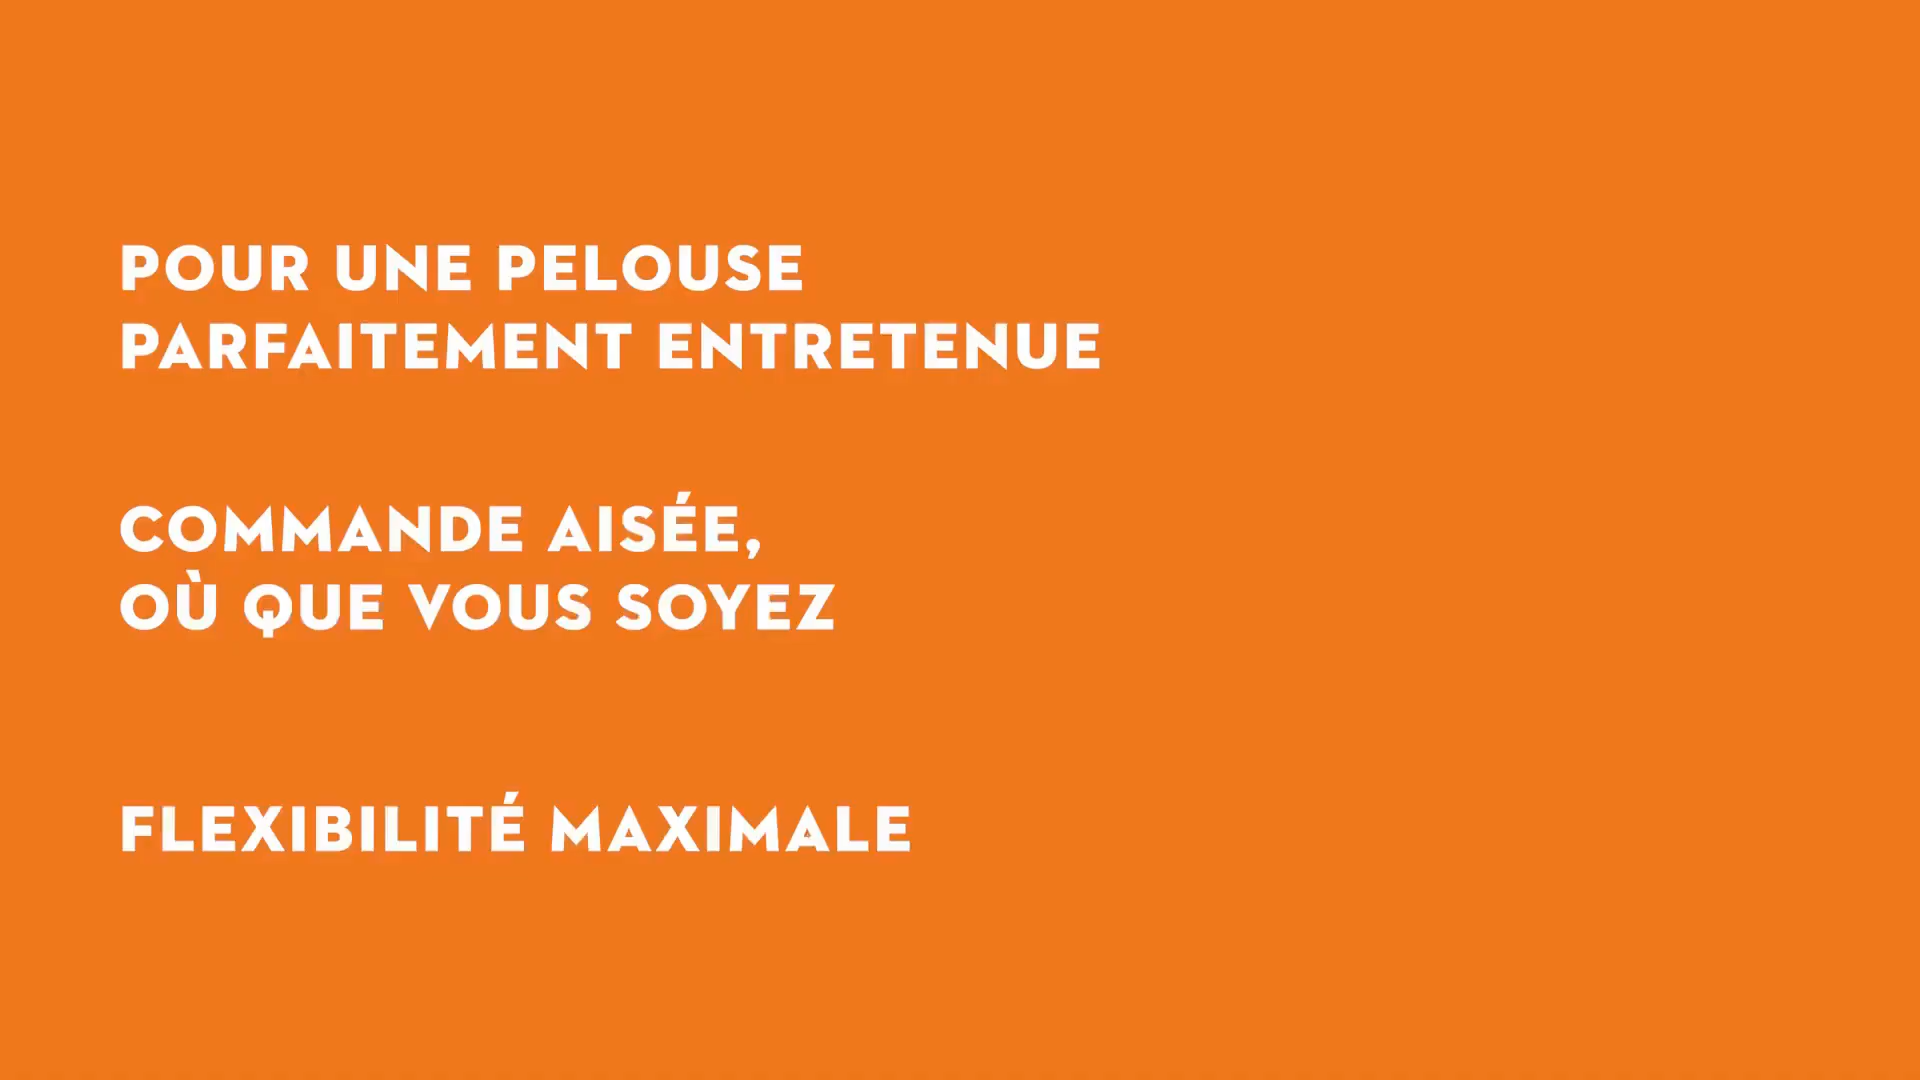 POUR UNE PELOUSE
PARFAITEMENT ENTRETENUE
COMMANDE AISÉE,
OÙ QUE VOUS SOYEZ
FLEXIBILITÉ MAXIMALE